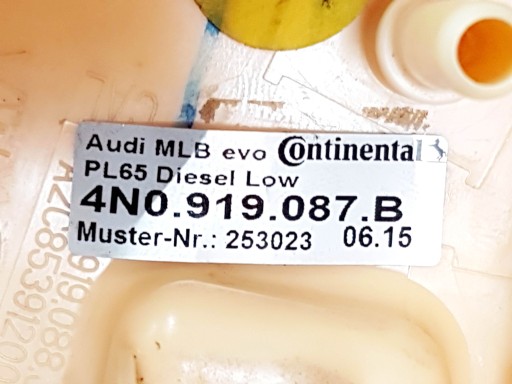 Audi MLB evo Continental
PL65 Diesel Low
4N0.919.087.B
Muster-Nr.: 253023 06.15